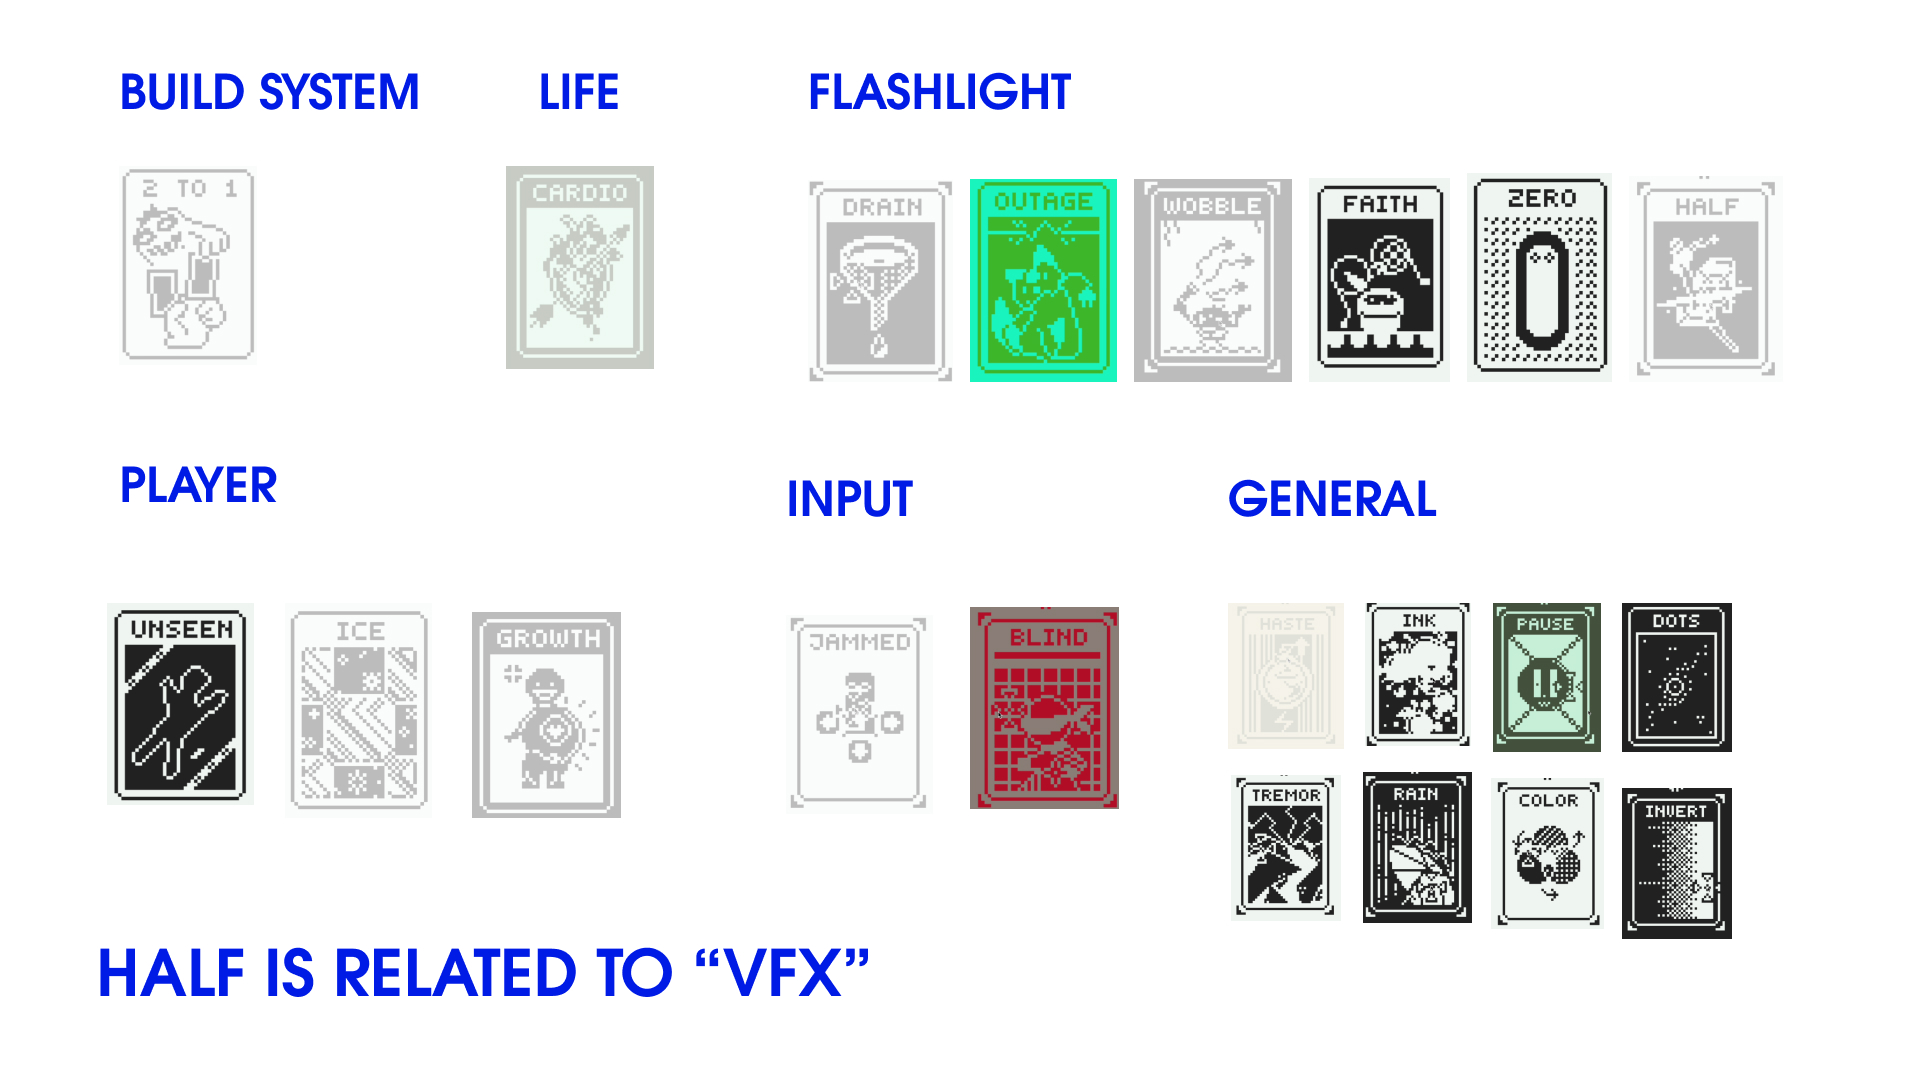 BUILD SYSTEM
LIFE
FLASHLIGHT
2 TO 1
CARDIO
DRAIN
OUTAGE
WOBBLE
FAITH
ZERO
HALF
PLAYER
INPUT
GENERAL
UNSEEN
ICE
GROWTH
JAMMED
BLIND
HASTE
INK
PAUSE
DOTS
TREMOR
RAIN
COLOR
INVERT
HALF IS RELATED TO “VFX”